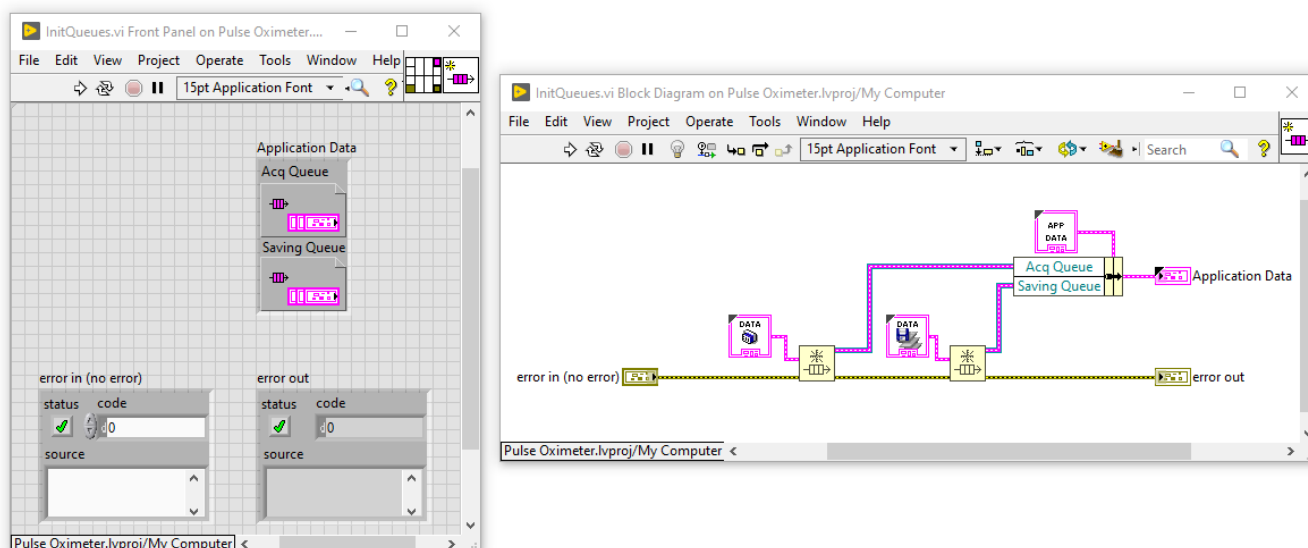 InitQueues.vi Front Panel on Pulse Oximeter....
File Edit View Project Operate Tools Window Help
15pt Application Font
Application Data
Acq Queue
Saving Queue
error in (no error)
status code
d 0
source
error out
status code
d 0
source
Pulse Oximeter.lvproj/My Computer
InitQueues.vi Block Diagram on Pulse Oximeter.lvproj/My Computer
File Edit View Project Operate Tools Window Help
15pt Application Font
Search
APP
DATA
Acq Queue
Saving Queue
Application Data
DATA
DATA
error in (no error)
error out
Pulse Oximeter.lvproj/My Computer